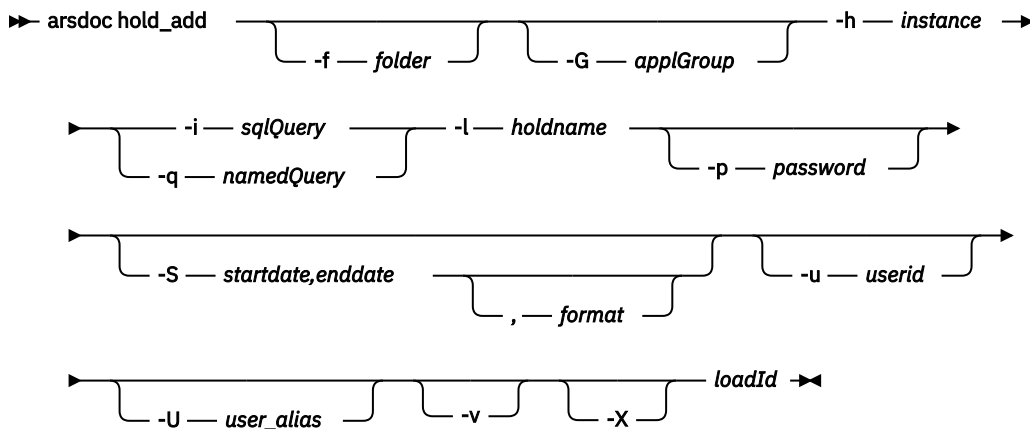 arsdoc hold_add -h instance
-f folder -G applGroup
-i sqlQuery -l holdname
-q namedQuery -p password
-S startdate,enddate -u userid
, format
loadId
-U user_alias -v -X